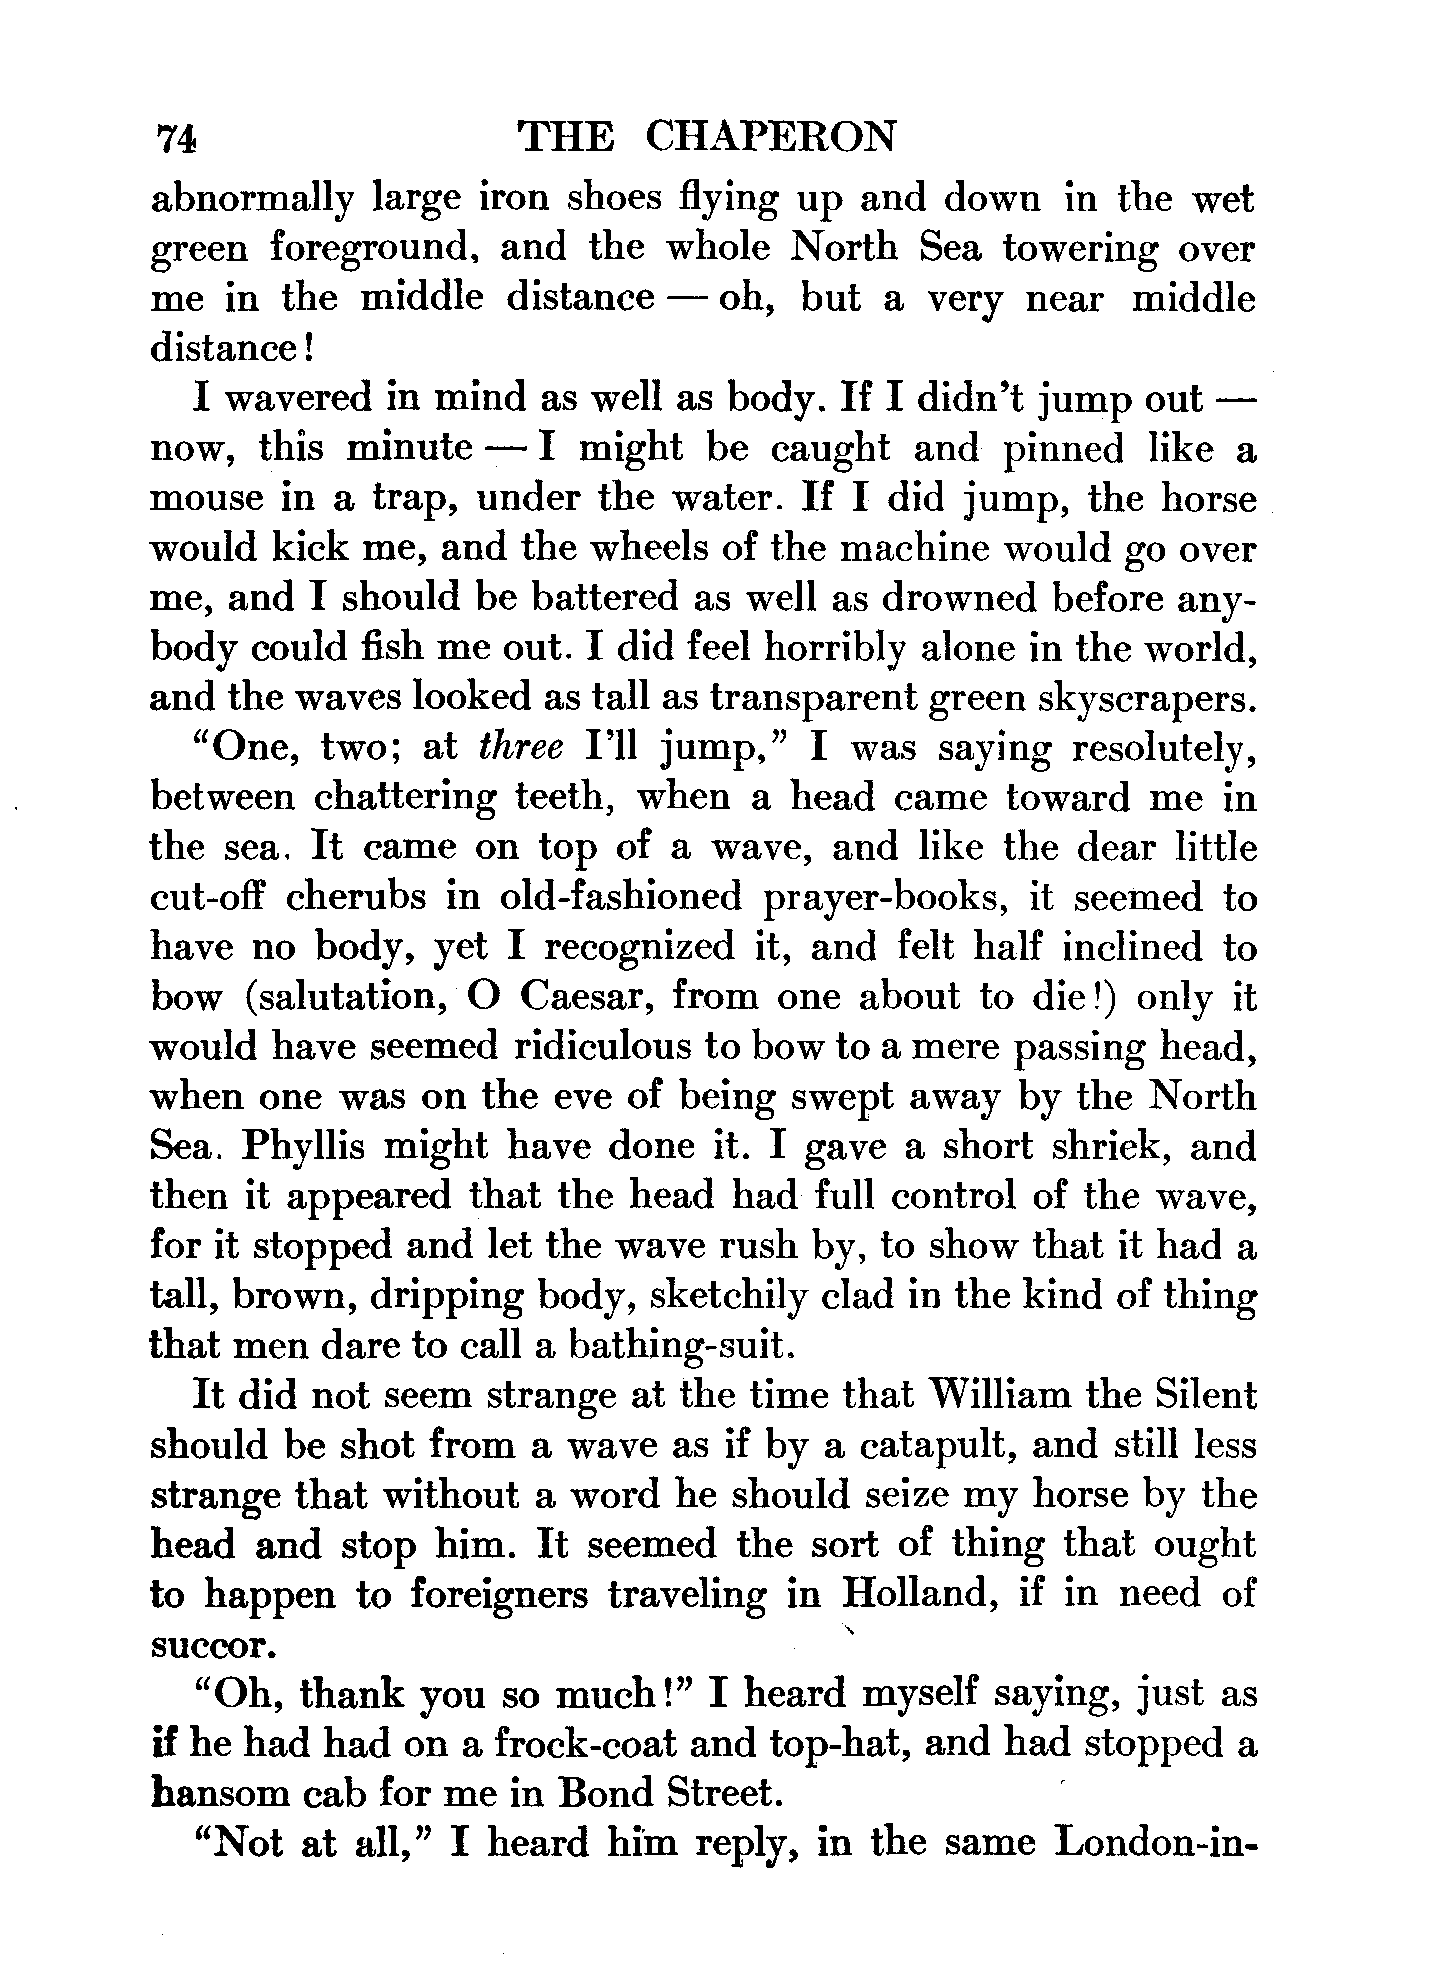 74 THE CHAPERON
abnormally large iron shoes flying up and down in the wet
green foreground, and the whole North Sea towering over
me in the middle distance — oh, but a very near middle
distance!
I wavered in mind as well as body. If I didn't jump out —
now, this minute — I might be caught and pinned like a
mouse in a trap, under the water. If I did jump, the horse
would kick me, and the wheels of the machine would go over
me, and I should be battered as well as drowned before any-
body could fish me out. I did feel horribly alone in the world,
and the waves looked as tall as transparent green skyscrapers.
“One, two; at three I'll jump,” I was saying resolutely,
between chattering teeth, when a head came toward me in
the sea. It came on top of a wave, and like the dear little
cut-off cherubs in old-fashioned prayer-books, it seemed to
have no body, yet I recognized it, and felt half inclined to
bow (salutation, O Caesar, from one about to die!) only it
would have seemed ridiculous to bow to a mere passing head,
when one was on the eve of being swept away by the North
Sea. Phyllis might have done it. I gave a short shriek, and
then it appeared that the head had full control of the wave,
for it stopped and let the wave rush by, to show that it had a
tall, brown, dripping body, sketchily clad in the kind of thing
that men dare to call a bathing-suit.
It did not seem strange at the time that William the Silent
should be shot from a wave as if by a catapult, and still less
strange that without a word he should seize my horse by the
head and stop him. It seemed the sort of thing that ought
to happen to foreigners traveling in Holland, if in need of
succor.
“Oh, thank you so much!” I heard myself saying, just as
if he had had on a frock-coat and top-hat, and had stopped a
hansom cab for me in Bond Street.
“Not at all,” I heard him reply, in the same London-in-